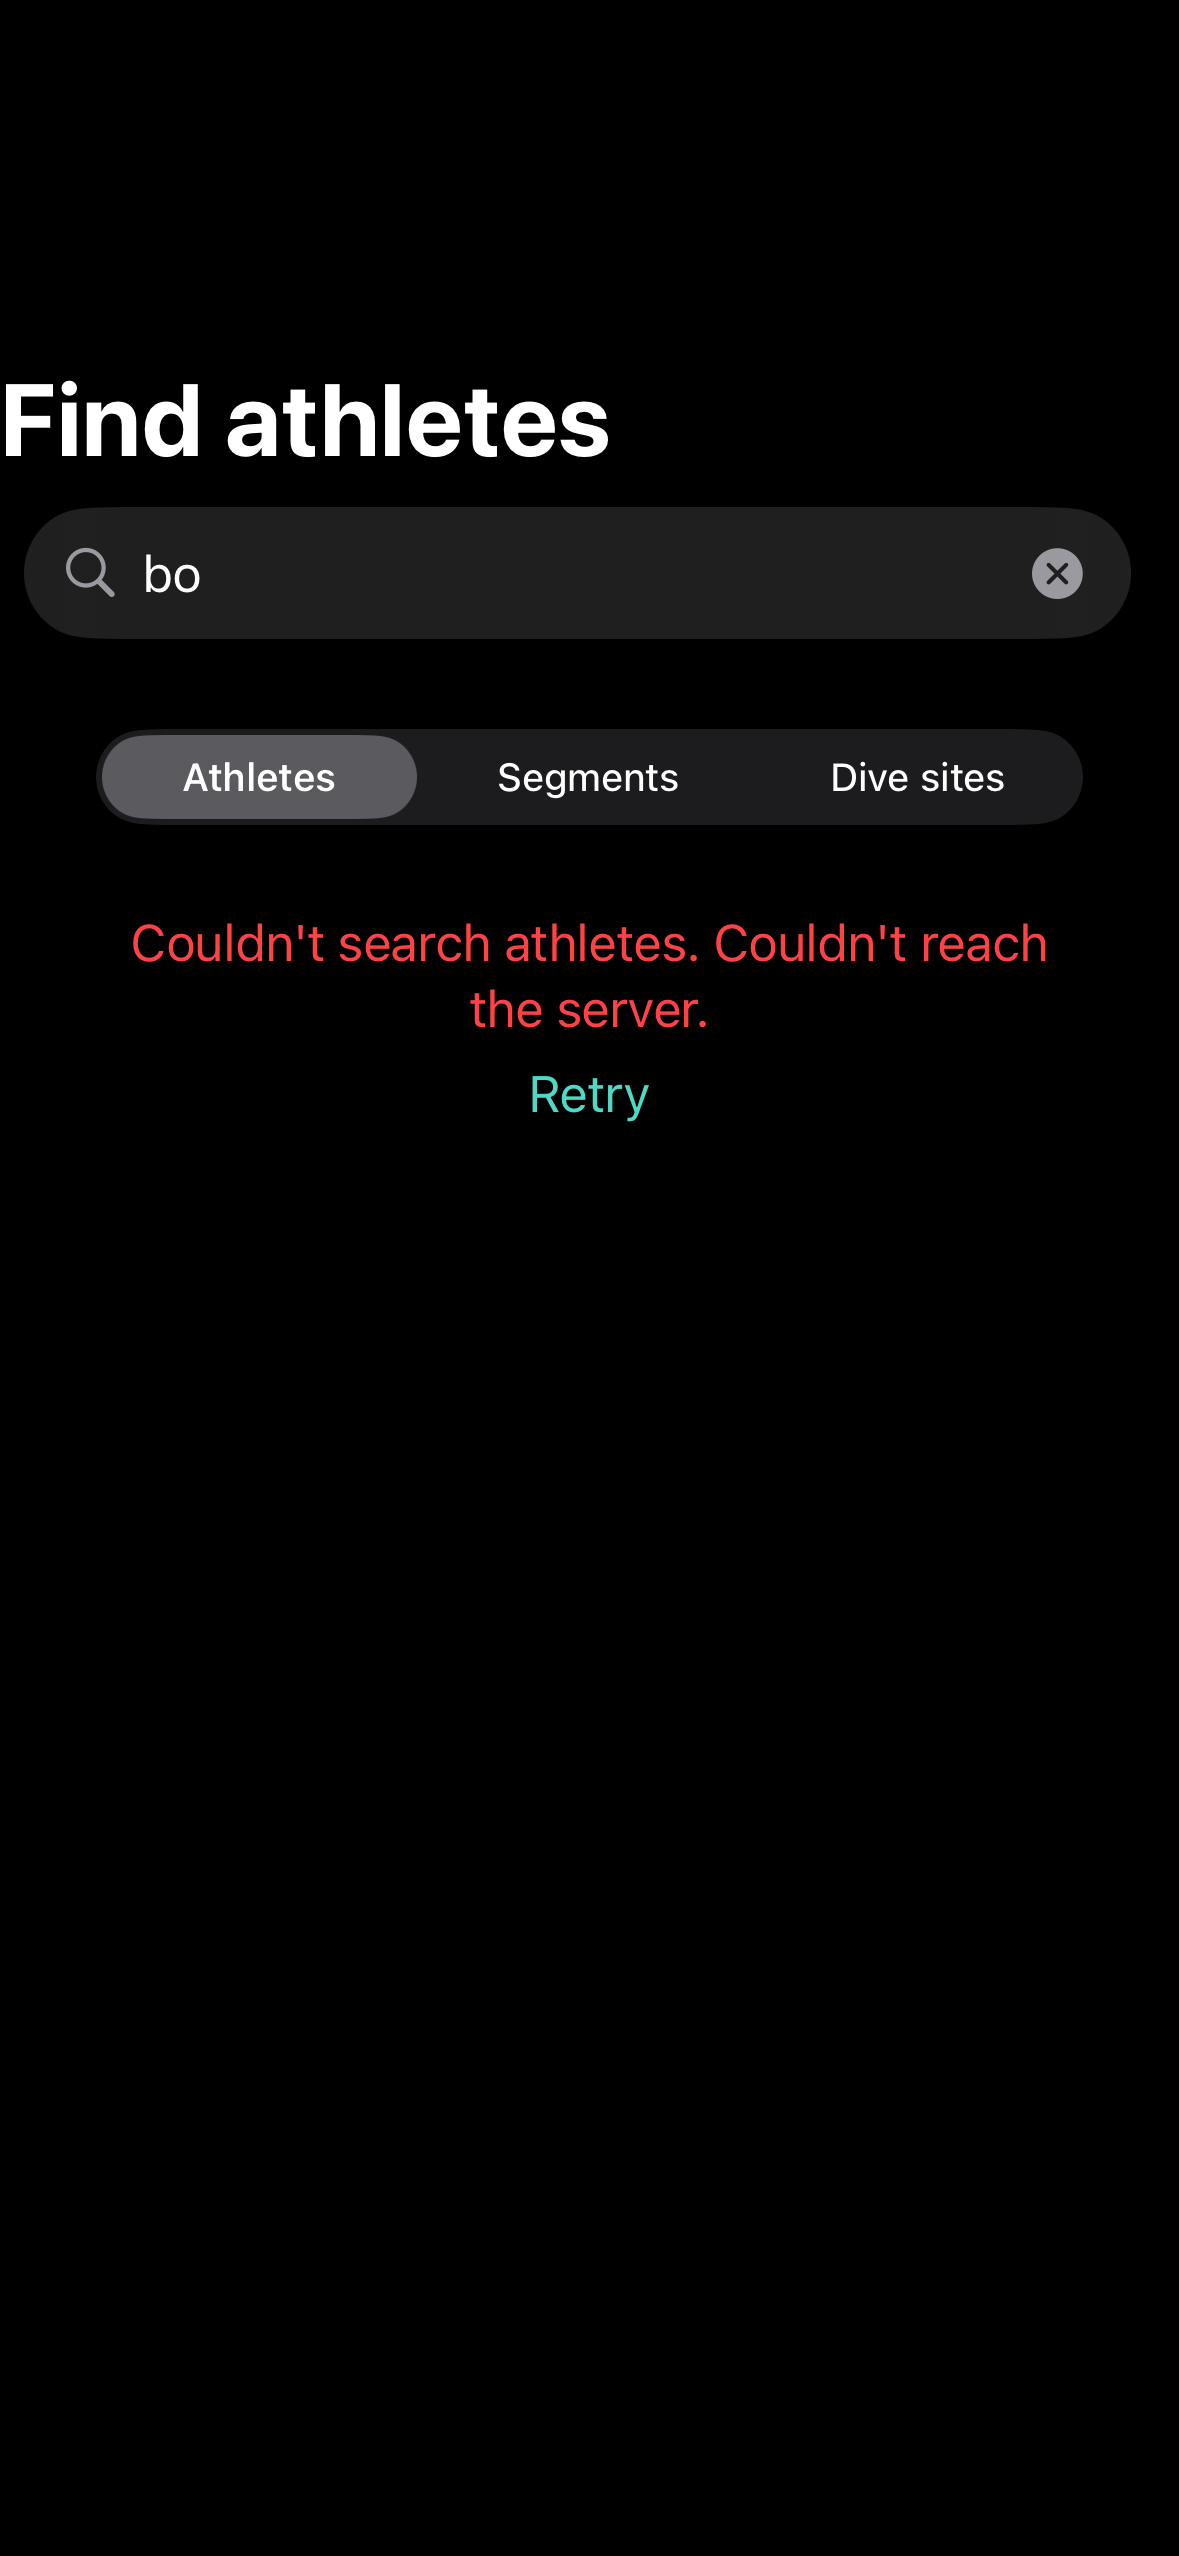 Find athletes
bo
Athletes Segments Dive sites
Couldn't search athletes. Couldn't reach
the server.
Retry